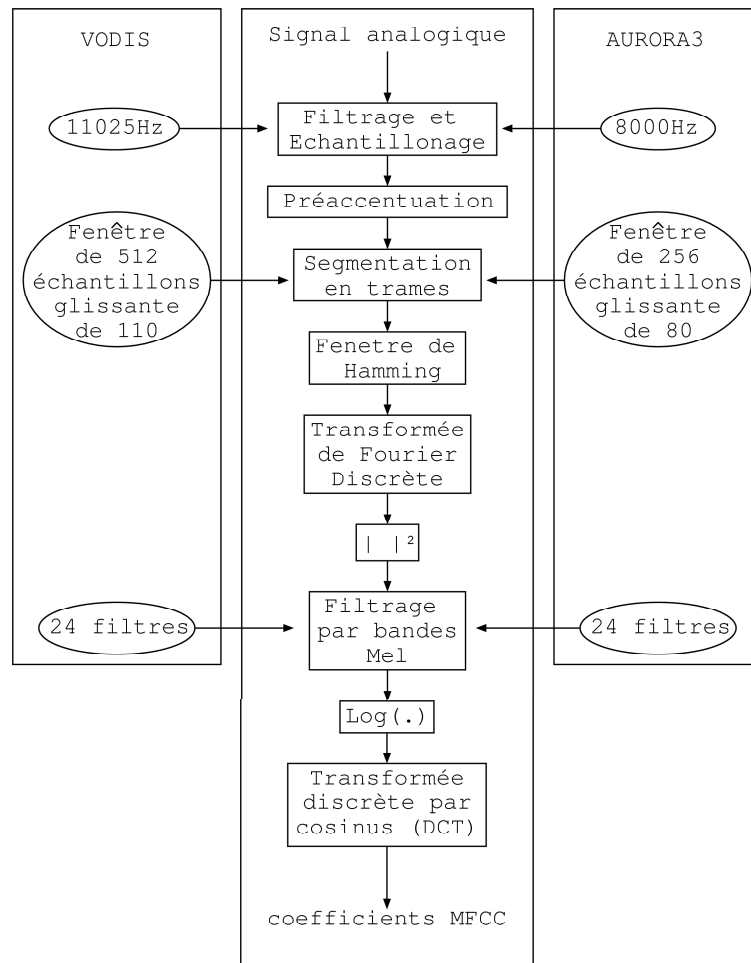 VODIS
Signal analogique
AURORA3
11025Hz
Filtrage et
Echantillonage
8000Hz
Préaccentuation
Fenêtre
de 512
échantillons
glissante
de 110
Segmentation
en trames
Fenêtre
de 256
échantillons
glissante
de 80
Fenetre de
Hamming
Transformée
de Fourier
Discrète
| |²
24 filtres
Filtrage
par bandes
Mel
24 filtres
Log(.)
Transformée
discrète par
cosinus (DCT)
coefficients MFCC